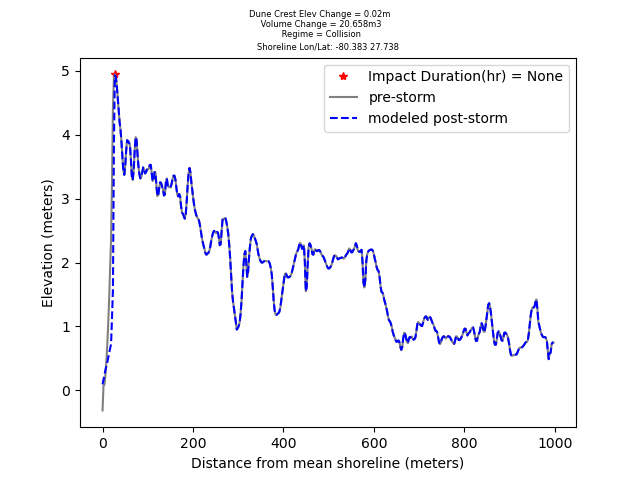 Dune Crest Elev Change = 0.02m
Volume Change = 20.658m3
Regime = Collision
Shoreline Lon/Lat: -80.383 27.738
Impact Duration(hr) = None
pre-storm
modeled post-storm
Elevation (meters)
5
4
3
2
1
0
0 200 400 600 800 1000
Distance from mean shoreline (meters)